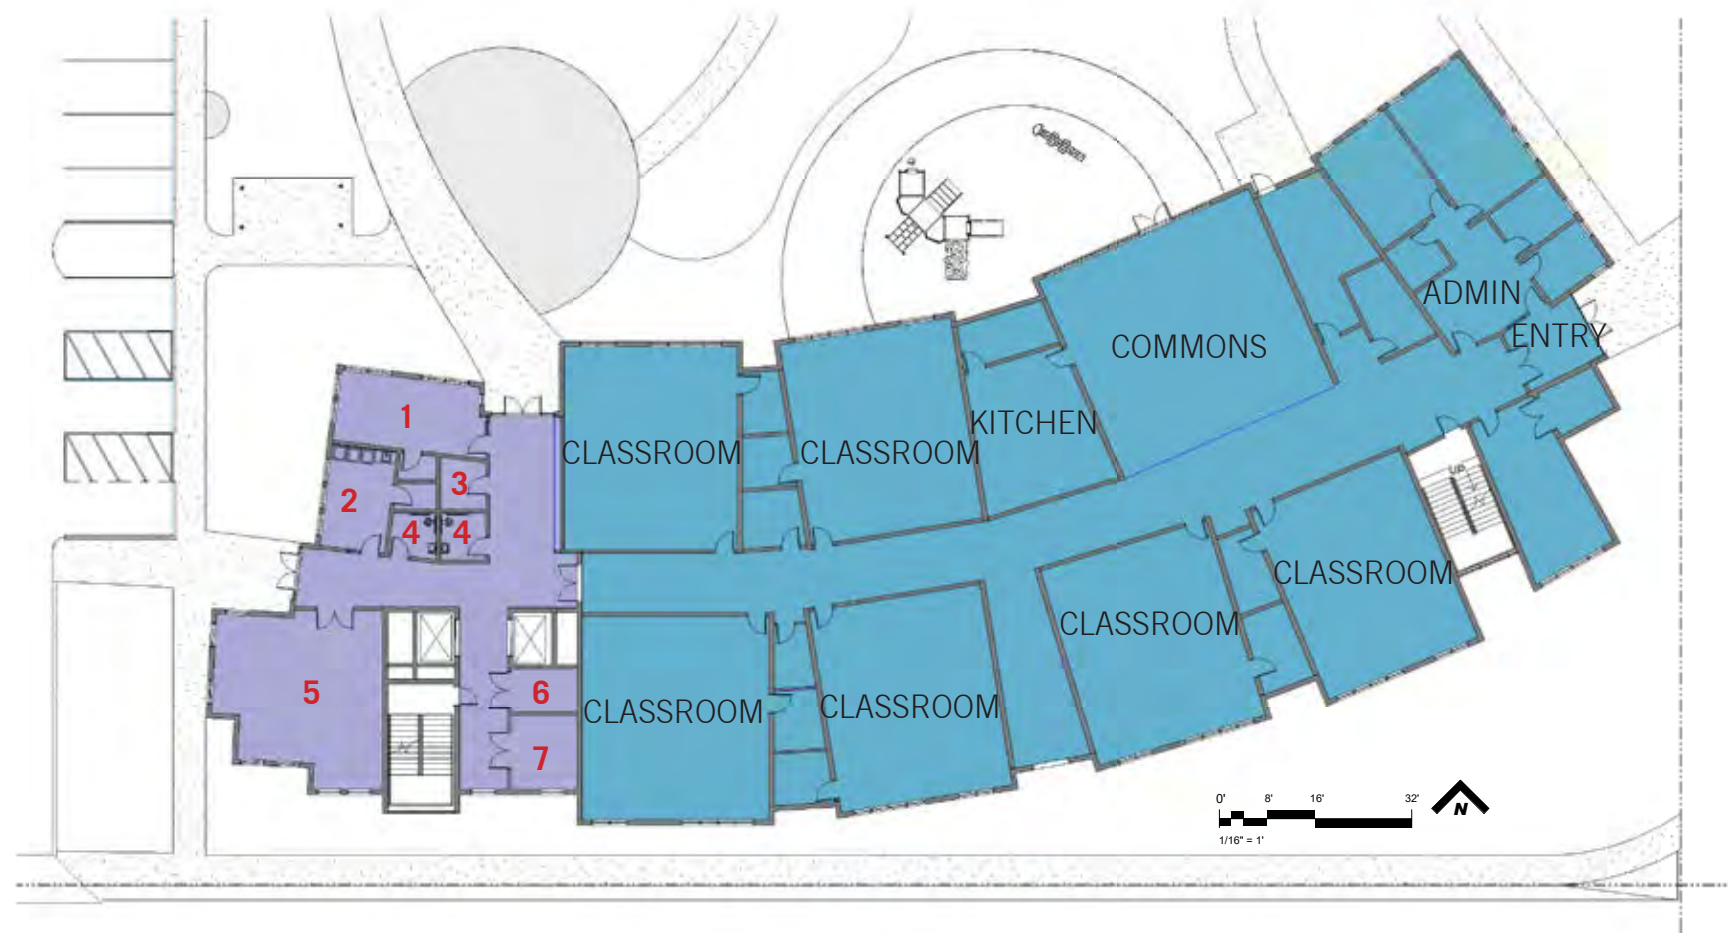 ADMIN
ENTRY
COMMONS
1
KITCHEN
CLASSROOM
CLASSROOM
UP
3
2
4
4
CLASSROOM
CLASSROOM
5
6
CLASSROOM
CLASSROOM
7
0' 8' 16' 32'
N
1/16" = 1'